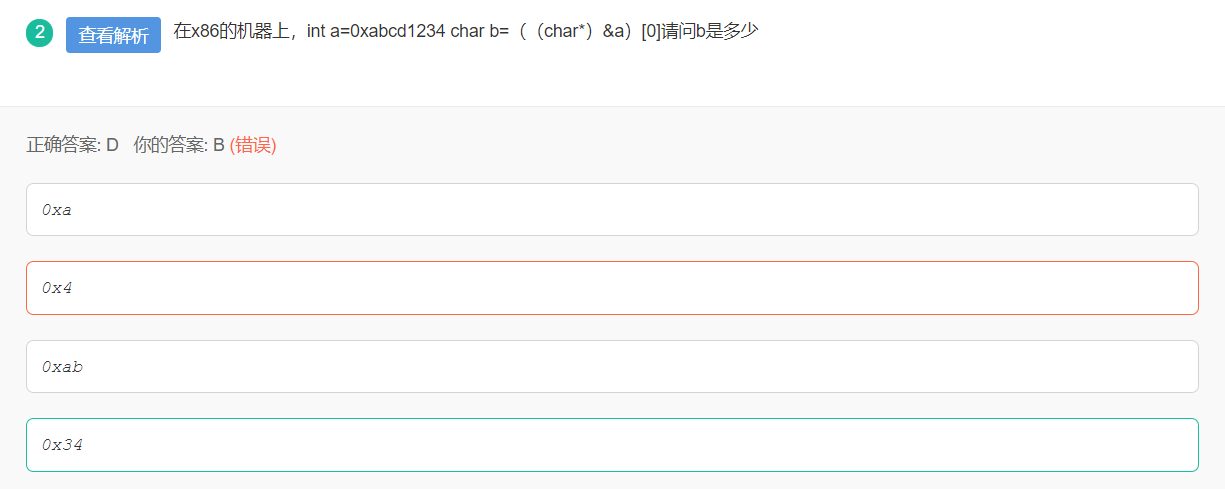 2 查看解析 在x86的机器上，int a=0xabcd1234 char b=（（char*）&a）[0]请问b是多少
正确答案: D 你的答案: B (错误)
0xa
0x4
0xab
0x34